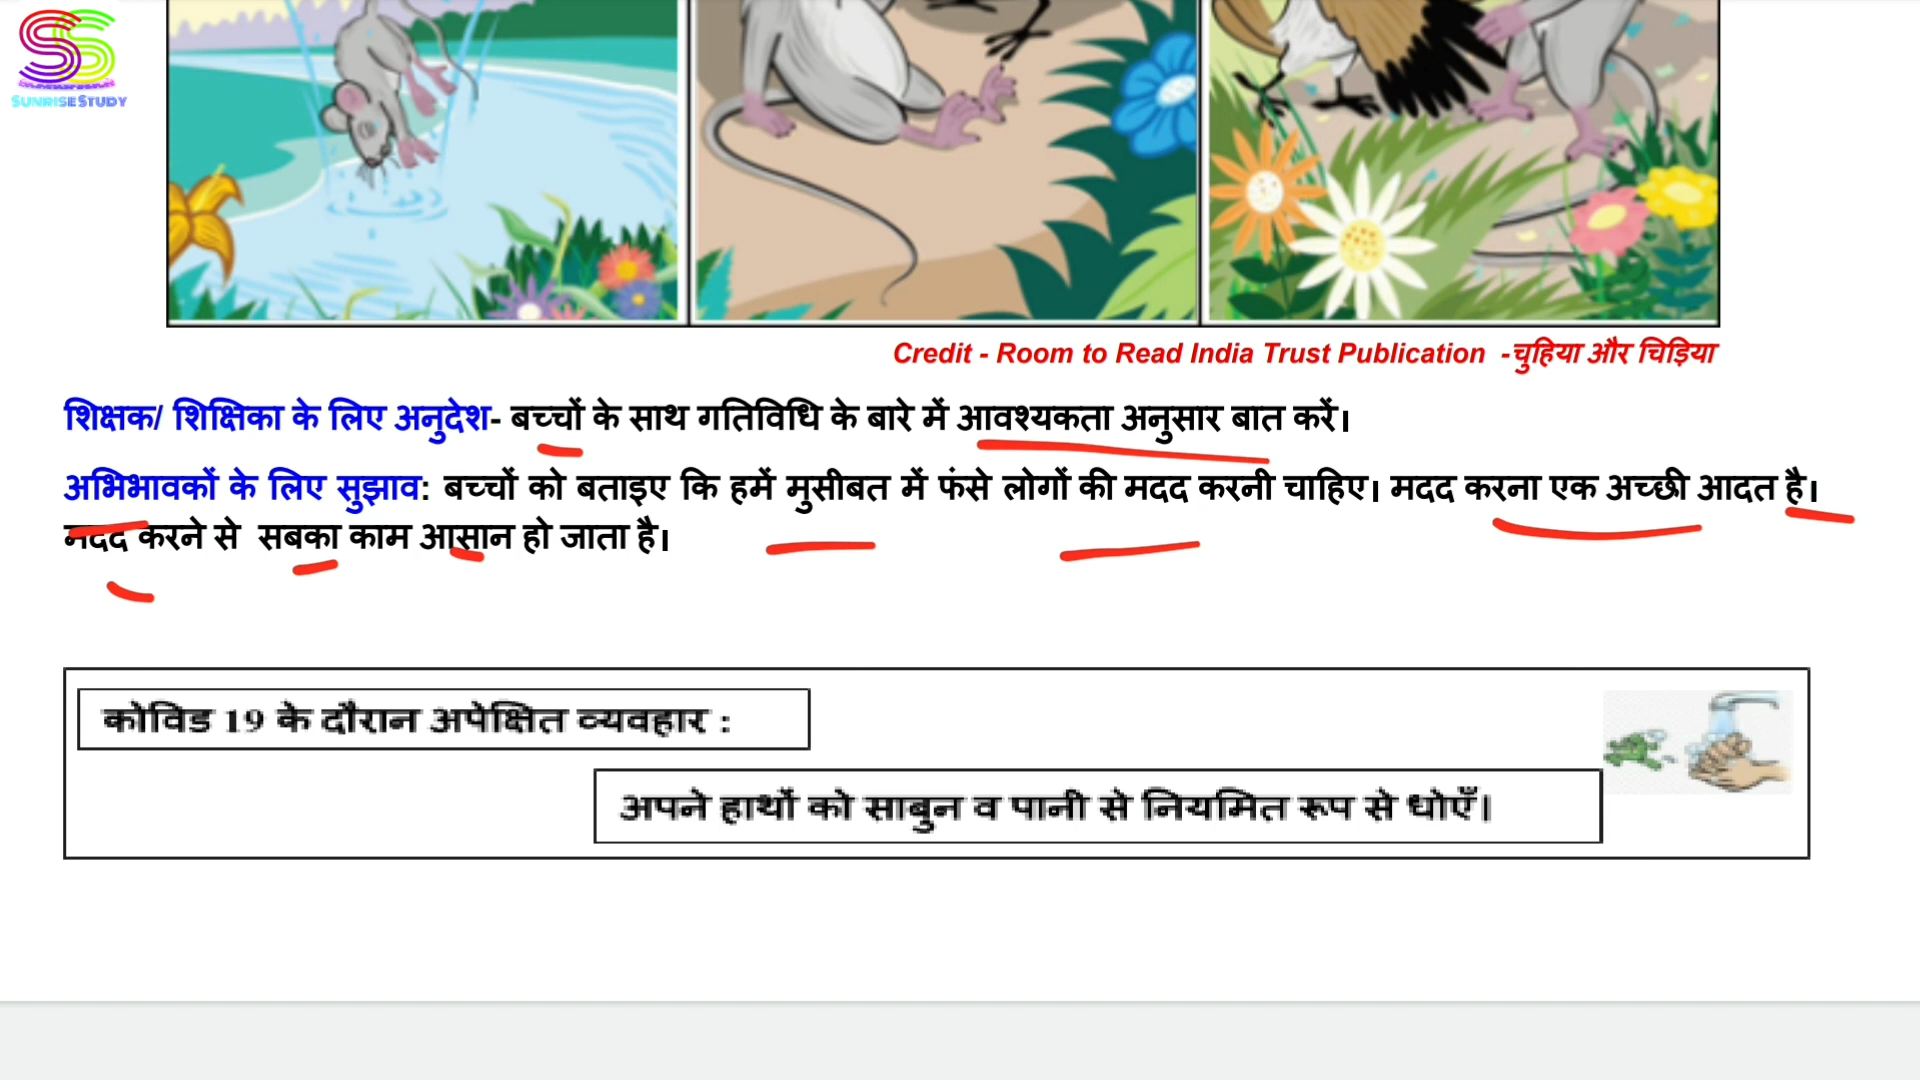 SS
SUNRISE STUDY
Credit - Room to Read India Trust Publication -चुहिया और चिड़िया
शिक्षक/ शिक्षिका के लिए अनुदेश- बच्चों के साथ गतिविधि के बारे में आवश्यकता अनुसार बात करें।
अभिभावकों के लिए सुझाव: बच्चों को बताइए कि हमें मुसीबत में फंसे लोगों की मदद करनी चाहिए। मदद करना एक अच्छी आदत है।
मदद करने से सबका काम आसान हो जाता है।
कोविड 19 के दौरान अपेक्षित व्यवहार :
अपने हाथों को साबुन व पानी से नियमित रूप से धोएँ।